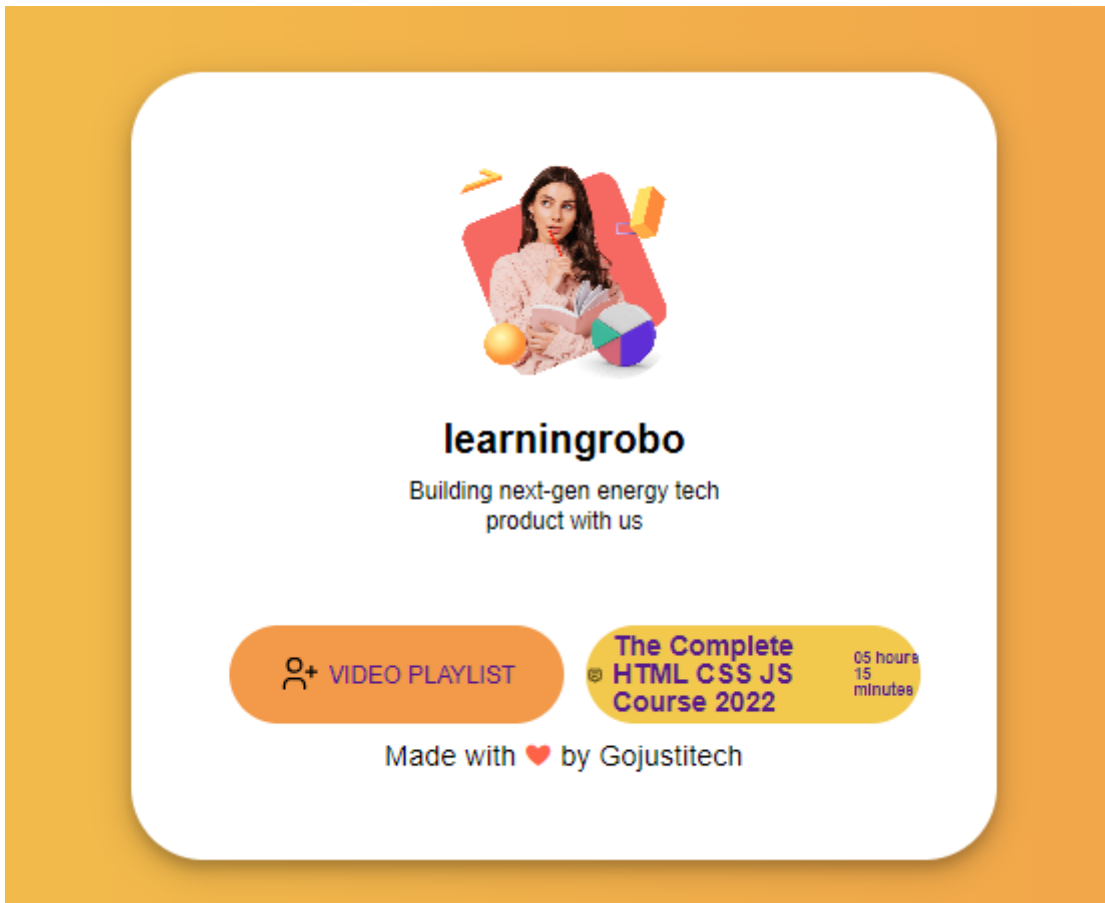 learningrobo
Building next-gen energy tech
product with us
VIDEO PLAYLIST
The Complete
HTML CSS JS
Course 2022
05 hours
15
minutes
Made with ❤ by Gojustitech